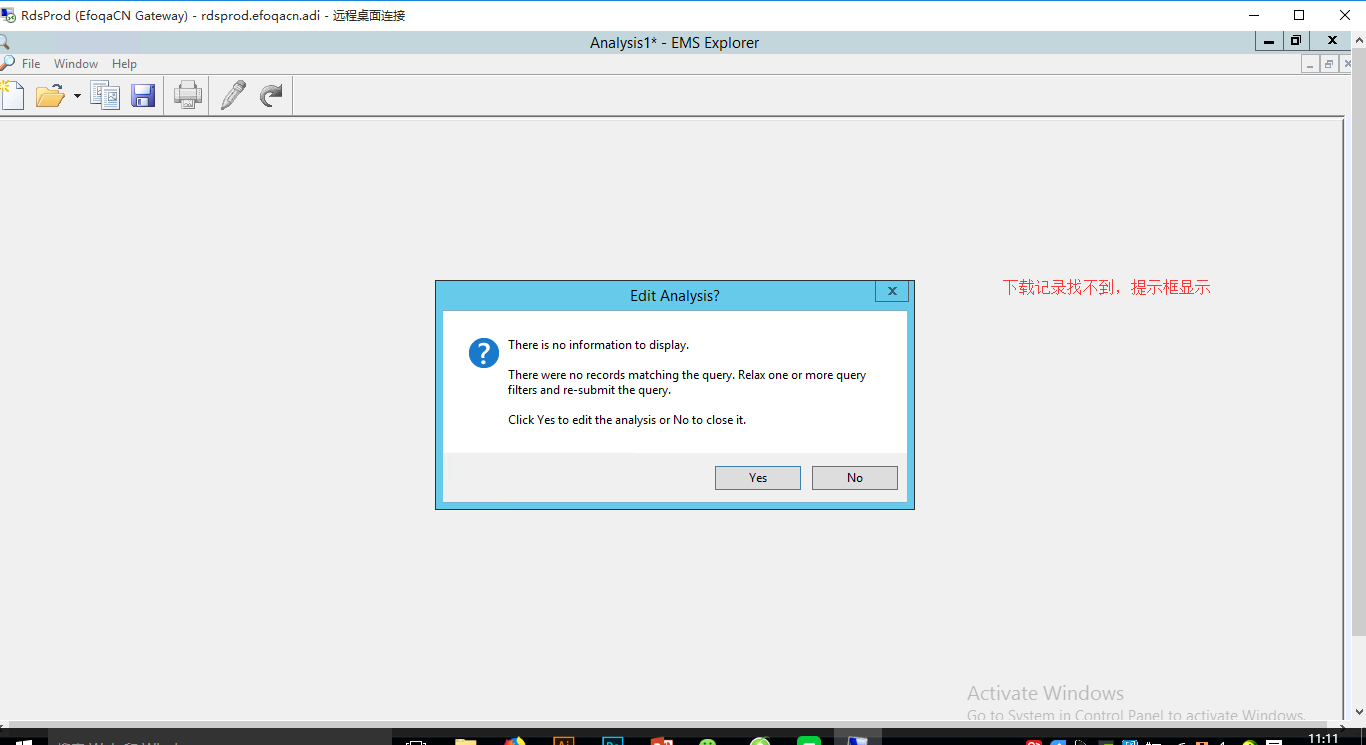 RdsProd (EfoqaCN Gateway) - rdsprod.efoqacn.adi - 远程桌面连接
Analysis1* - EMS Explorer
File Window Help
下载记录找不到，提示框显示
Edit Analysis?
There is no information to display.
There were no records matching the query. Relax one or more query
filters and re-submit the query.
Click Yes to edit the analysis or No to close it.
Yes No
Activate Windows
Go to System in Control Panel to activate Windows.
11:11